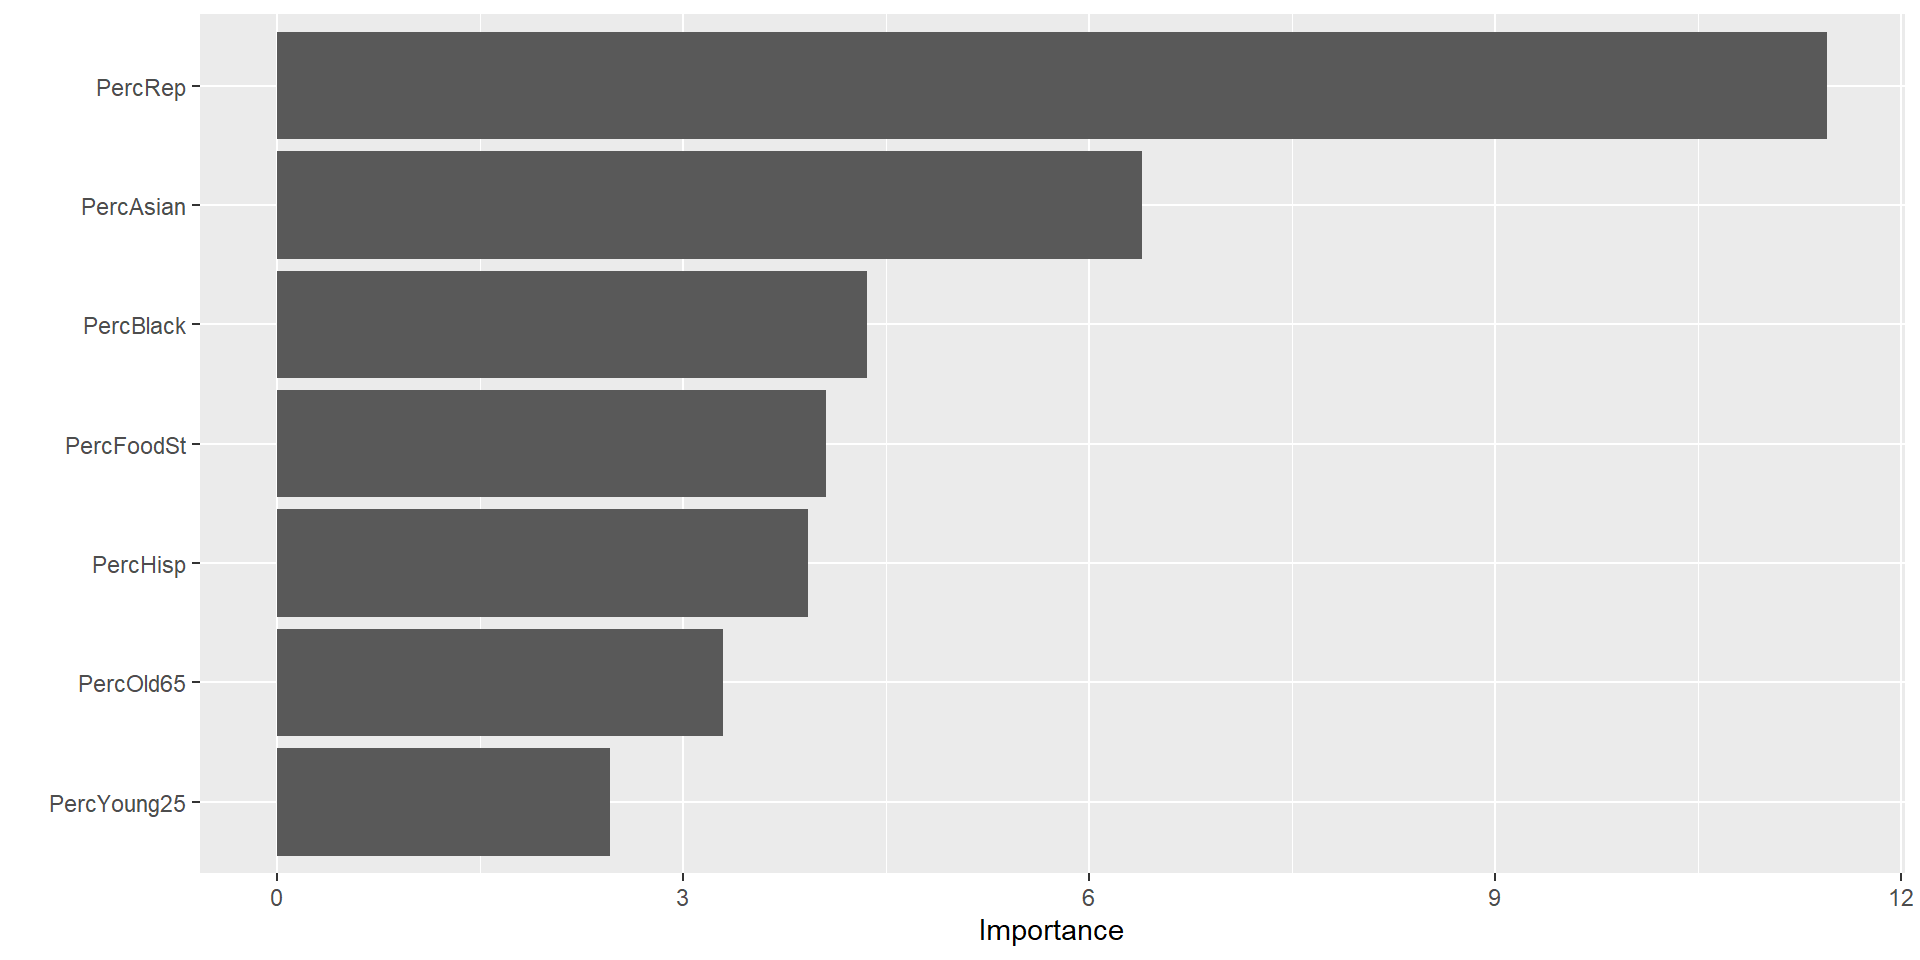 PercRep
PercAsian
PercBlack
PercFoodSt
PercHisp
PercOld65
PercYoung25
0 3 6 9 12
Importance